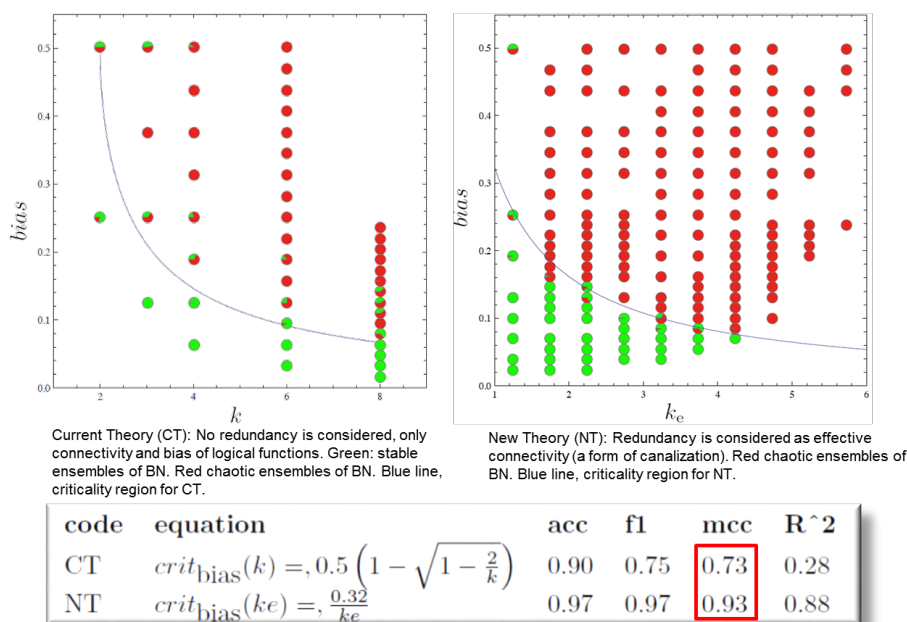 0.5
0.4
0.3
0.2
0.1
0.0
bias
2
4
6
8
k
0.5
0.4
0.3
0.2
0.1
0.0
bias
1
2
3
4
5
6
k_e
Current Theory (CT): No redundancy is considered, only
connectivity and bias of logical functions. Green: stable
ensembles of BN. Red chaotic ensembles of BN. Blue line,
criticality region for CT.
New Theory (NT): Redundancy is considered as effective
connectivity (a form of canalization). Red chaotic ensembles of
BN. Blue line, criticality region for NT.
code equation acc f1 mcc R^2
CT crit_bias(k) =, 0.5 (1 − √(1 − 2/k)) 0.90 0.75 0.73 0.28
NT crit_bias(ke) =, 0.32/ke 0.97 0.97 0.93 0.88